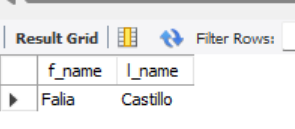 Result Grid Filter Rows:
f_name l_name
Falia Castillo